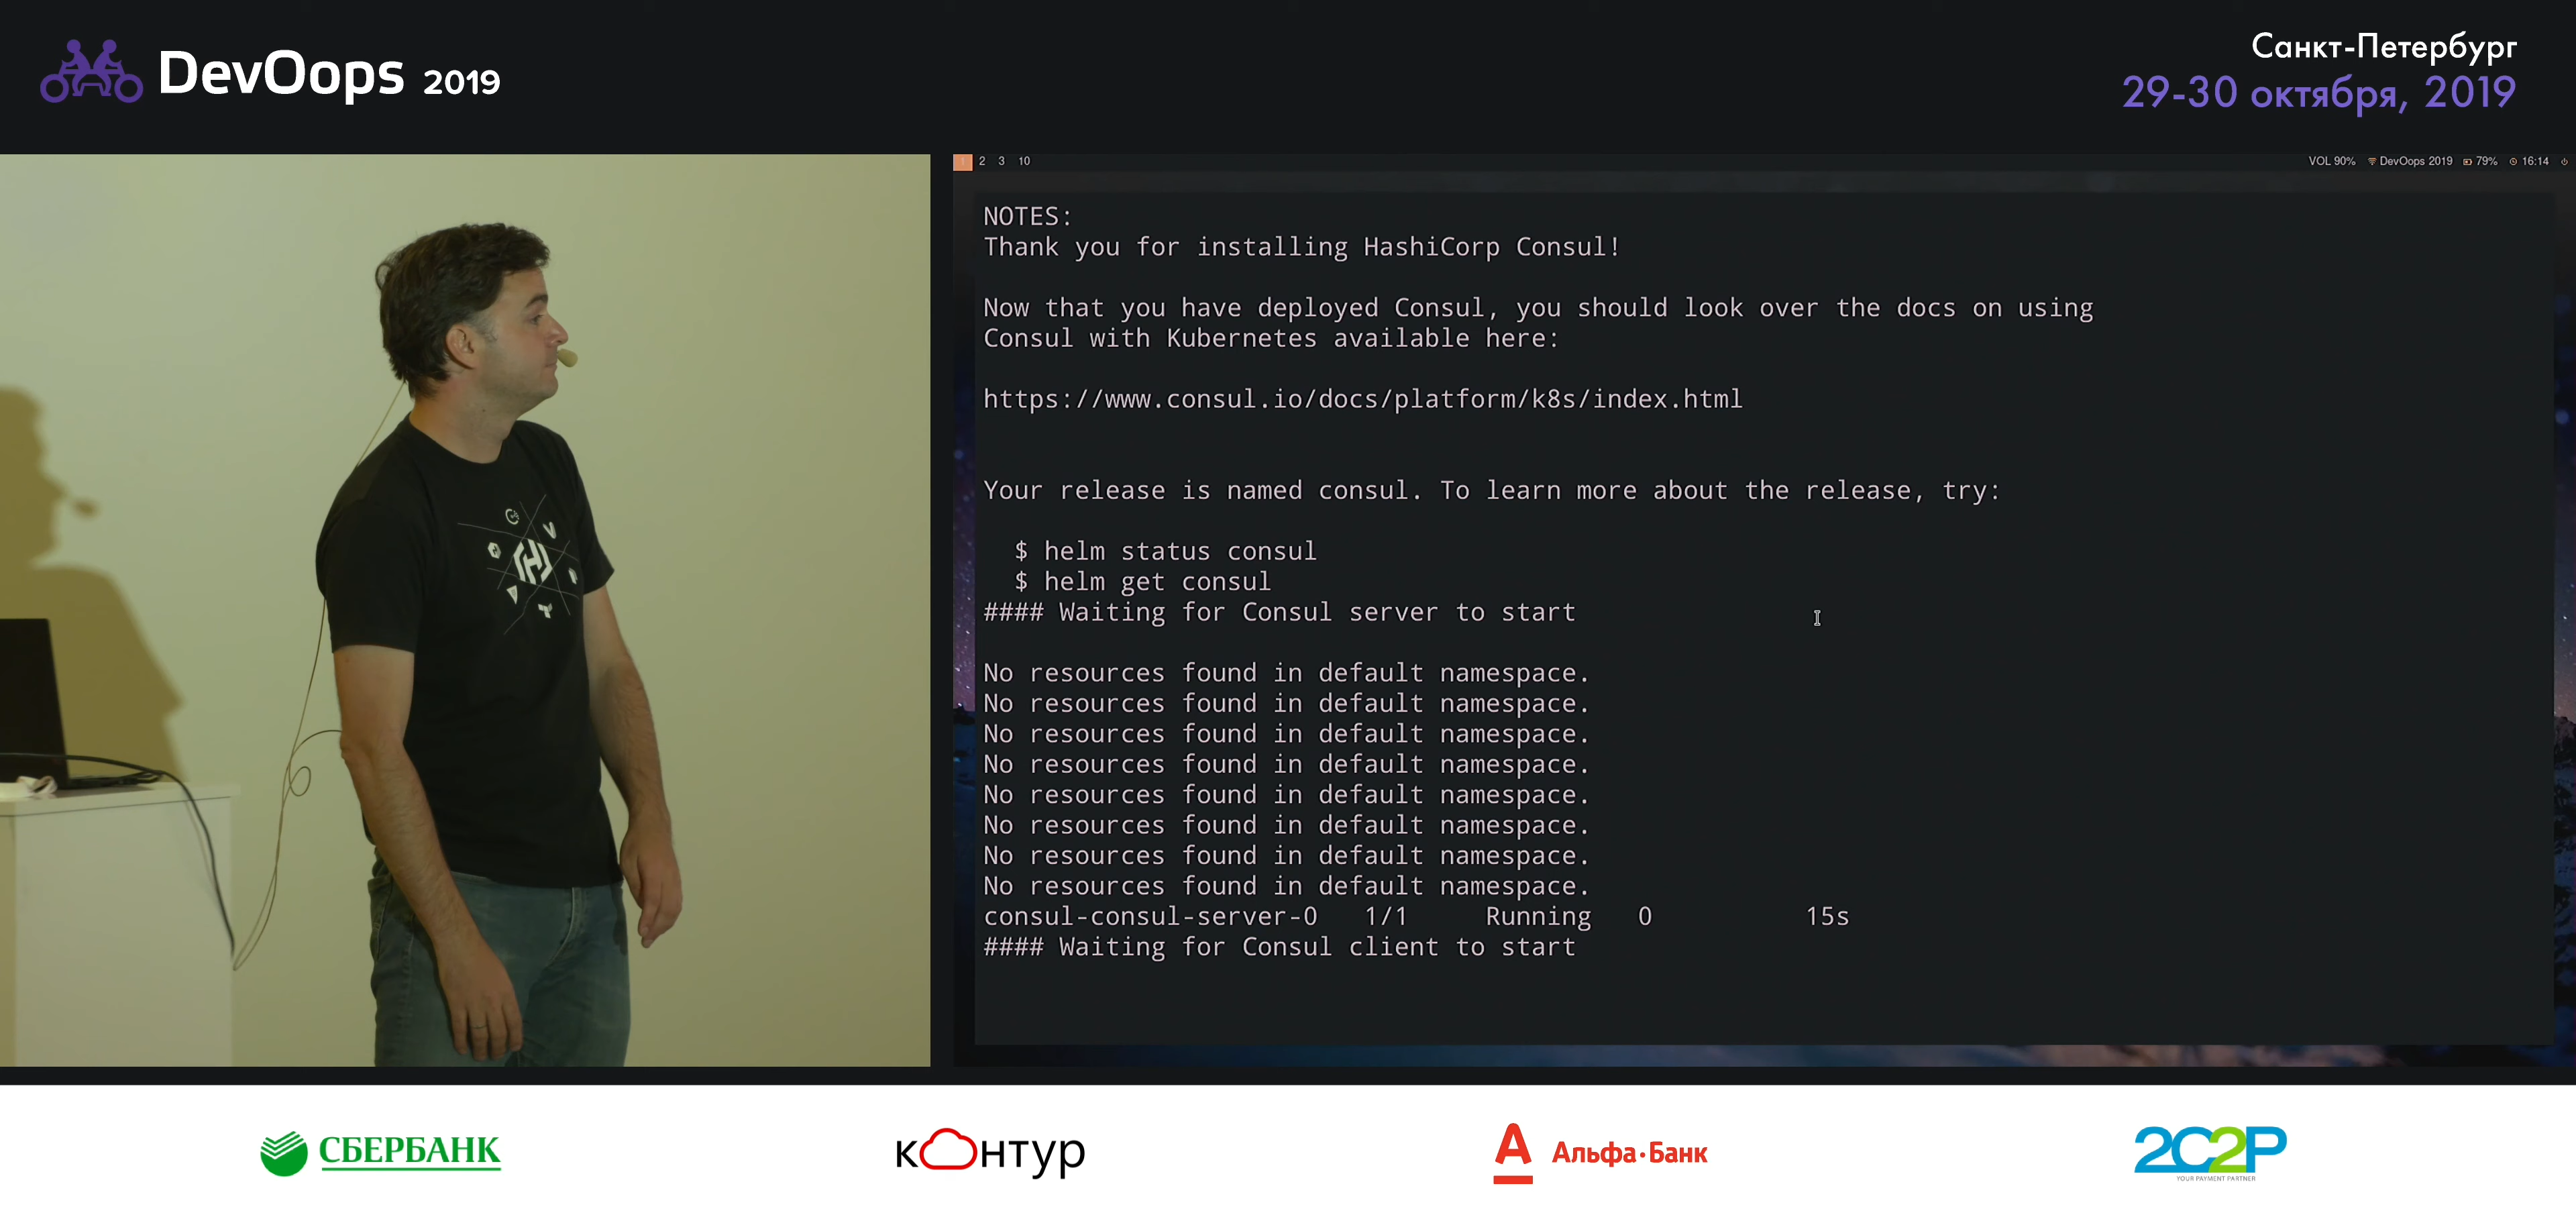 DevOops 2019
Санкт-Петербург
29-30 октября, 2019
1 2 3 10
VOL 90% DevOops 2019 79% 16:14
NOTES:
Thank you for installing HashiCorp Consul!
Now that you have deployed Consul, you should look over the docs on using
Consul with Kubernetes available here:
https://www.consul.io/docs/platform/k8s/index.html
Your release is named consul. To learn more about the release, try:
$ helm status consul
$ helm get consul
#### Waiting for Consul server to start
No resources found in default namespace.
No resources found in default namespace.
No resources found in default namespace.
No resources found in default namespace.
No resources found in default namespace.
No resources found in default namespace.
No resources found in default namespace.
No resources found in default namespace.
consul-consul-server-0 1/1 Running 0 15s
#### Waiting for Consul client to start
СБЕРБАНК
контур
А Альфа·Банк
2C2P
YOUR PAYMENT PARTNER